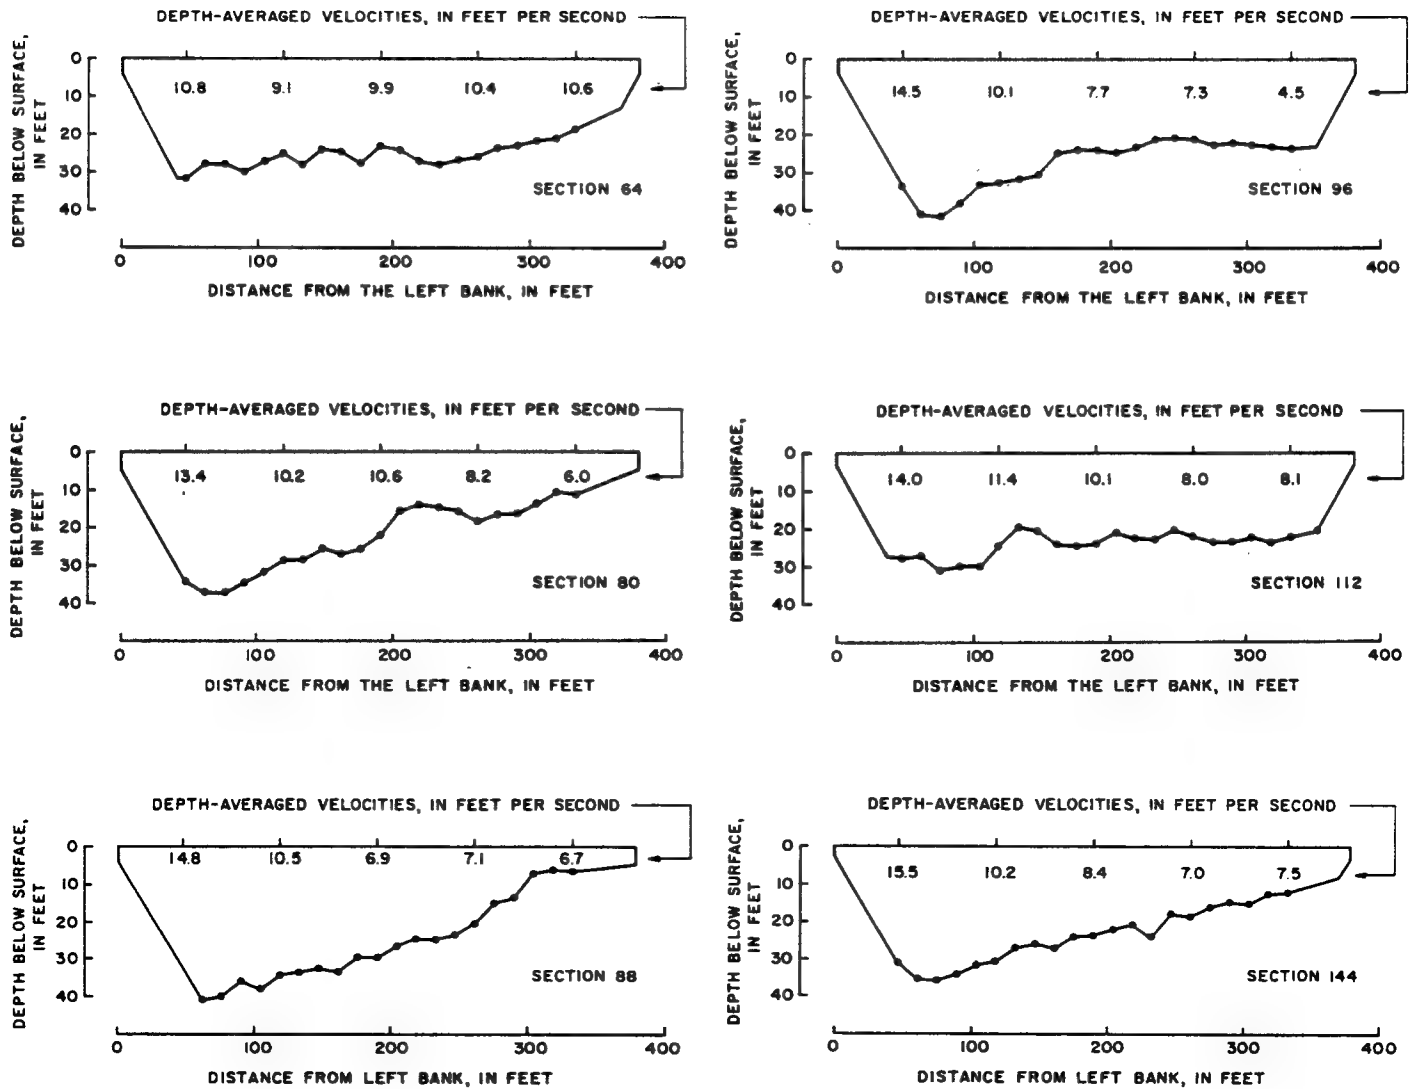 DEPTH-AVERAGED VELOCITIES, IN FEET PER SECOND
DEPTH BELOW SURFACE,
IN FEET
0
10
20
30
40
10.8 9.1 9.9 10.4 10.6
SECTION 64
0 100 200 300 400
DISTANCE FROM THE LEFT BANK, IN FEET
DEPTH-AVERAGED VELOCITIES, IN FEET PER SECOND
DEPTH BELOW SURFACE,
IN FEET
0
10
20
30
40
14.5 10.1 7.7 7.3 4.5
SECTION 96
0 100 200 300 400
DISTANCE FROM THE LEFT BANK, IN FEET
DEPTH-AVERAGED VELOCITIES, IN FEET PER SECOND
DEPTH BELOW SURFACE,
IN FEET
0
10
20
30
40
13.4 10.2 10.6 8.2 6.0
SECTION 80
0 100 200 300 400
DISTANCE FROM THE LEFT BANK, IN FEET
DEPTH-AVERAGED VELOCITIES, IN FEET PER SECOND
DEPTH BELOW SURFACE,
IN FEET
0
10
20
30
40
14.0 11.4 10.1 8.0 8.1
SECTION 112
0 100 200 300 400
DISTANCE FROM THE LEFT BANK, IN FEET
DEPTH-AVERAGED VELOCITIES, IN FEET PER SECOND
DEPTH BELOW SURFACE,
IN FEET
0
10
20
30
40
14.8 10.5 6.9 7.1 6.7
SECTION 88
0 100 200 300 400
DISTANCE FROM LEFT BANK, IN FEET
DEPTH-AVERAGED VELOCITIES, IN FEET PER SECOND
DEPTH BELOW SURFACE,
IN FEET
0
10
20
30
40
15.5 10.2 8.4 7.0 7.5
SECTION 144
0 100 200 300 400
DISTANCE FROM LEFT BANK, IN FEET